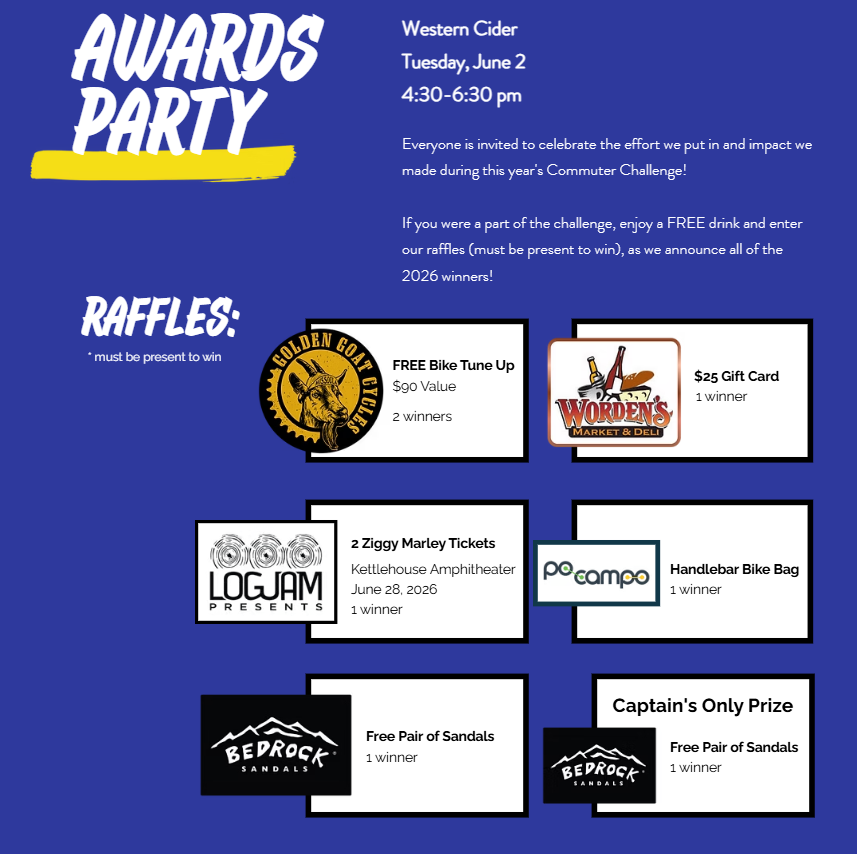 AWARDS
PARTY
Western Cider
Tuesday, June 2
4:30-6:30 pm
Everyone is invited to celebrate the effort we put in and impact we
made during this year's Commuter Challenge!
If you were a part of the challenge, enjoy a FREE drink and enter
our raffles (must be present to win), as we announce all of the
2026 winners!
RAFFLES:
* must be present to win
GOLDEN GOAT CYCLES
FREE Bike Tune Up
$90 Value
2 winners
WORDEN'S
MARKET & DELI
$25 Gift Card
1 winner
LOGJAM
PRESENTS
2 Ziggy Marley Tickets
Kettlehouse Amphitheater
June 28, 2026
1 winner
po campo
Handlebar Bike Bag
1 winner
BEDROCK
SANDALS
Free Pair of Sandals
1 winner
Captain's Only Prize
BEDROCK
SANDALS
Free Pair of Sandals
1 winner